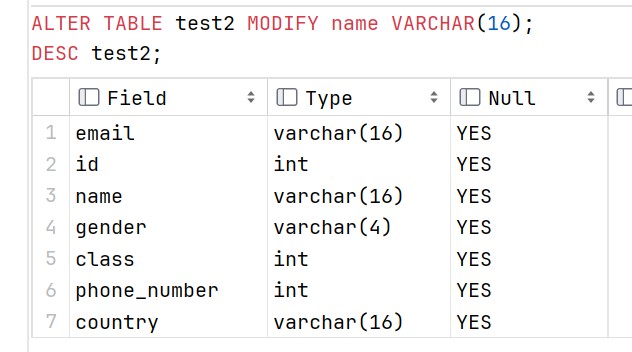 ALTER TABLE test2 MODIFY name VARCHAR(16);
DESC test2;
Field Type Null
1 email varchar(16) YES
2 id int YES
3 name varchar(16) YES
4 gender varchar(4) YES
5 class int YES
6 phone_number int YES
7 country varchar(16) YES